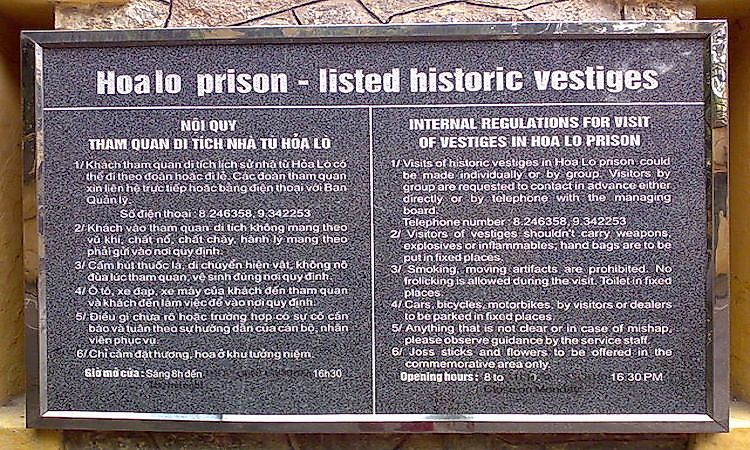 Hoalo prison - listed historic vestiges
NỘI QUY
THAM QUAN DI TÍCH NHÀ TÙ HỎA LÒ
1/ Khách tham quan di tích lịch sử nhà tù Hỏa Lò có
thể đi theo đoàn hoặc đi lẻ. Các đoàn tham quan
xin liên hệ trực tiếp hoặc bằng điện thoại với Ban
Quản lý.
Số điện thoại : 8.246358, 9.342253
2/ Khách vào tham quan di tích không mang theo
vũ khí, chất nổ, chất cháy, hành lý mang theo
phải gửi vào nơi quy định.
3/ Cấm hút thuốc lá, di chuyển hiện vật, không nô
đùa lúc tham quan, vệ sinh đúng nơi quy định.
4/ Ô tô, xe đạp, xe máy của khách đến tham quan
và khách đến làm việc để vào nơi quy định.
5/ Điều gì chưa rõ hoặc trường hợp có sự cố cần
báo và tuân theo sự hướng dẫn của cán bộ, nhân
viên phục vụ.
6/ Chỉ cắm đặt hương, hoa ở khu tưởng niệm.
Giờ mở cửa : Sáng 8h đến 16h30
INTERNAL REGULATIONS FOR VISIT
OF VESTIGES IN HOA LO PRISON
1/ Visits of historic vestiges in Hoa Lo prison could
be made individually or by group. Visitors by
group are requested to contact in advance either
directly or by telephone with the managing
board.
Telephone number : 8.246358, 9.342253
2/ Visitors of vestiges shouldn't carry weapons,
explosives or inflammables; hand bags are to be
put in fixed places.
3/ Smoking, moving artifacts are prohibited. No
frolicking is allowed during the visit. Toilet in fixed
places
4/ Cars, bicycles, motorbikes, by visitors or dealers
to be parked in fixed places.
5/ Anything that is not clear or in case of mishap,
please observe guidance by the service staff.
6/ Joss sticks and flowers to be offered in the
commemorative area only.
Opening hours : 8 to 16.30 PM